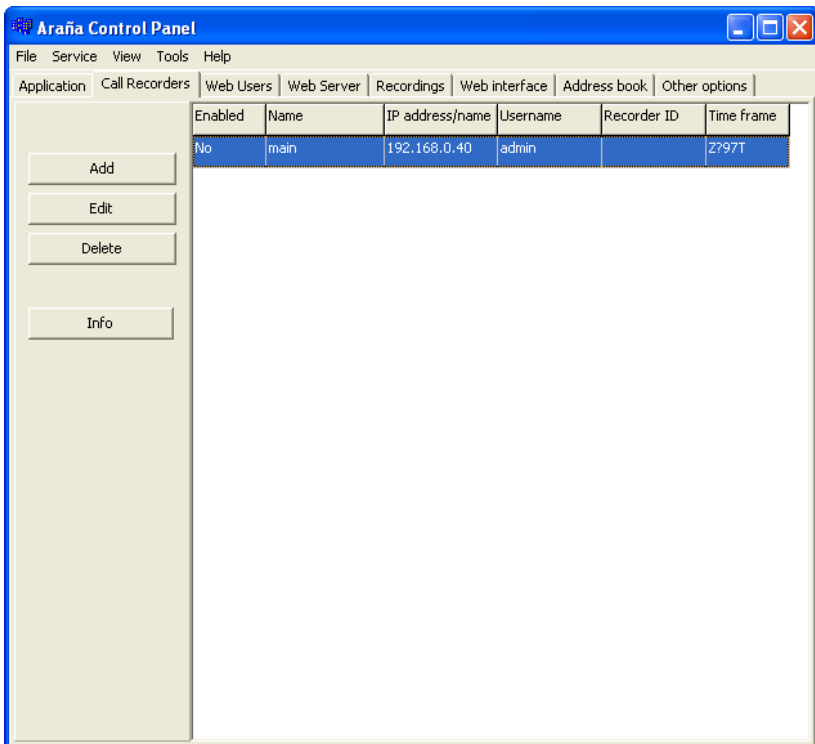 Araña Control Panel
File Service View Tools Help
Application Call Recorders Web Users Web Server Recordings Web interface Address book Other options
Enabled Name IP address/name Username Recorder ID Time frame
No main 192.168.0.40 admin Z?97T
Add
Edit
Delete
Info